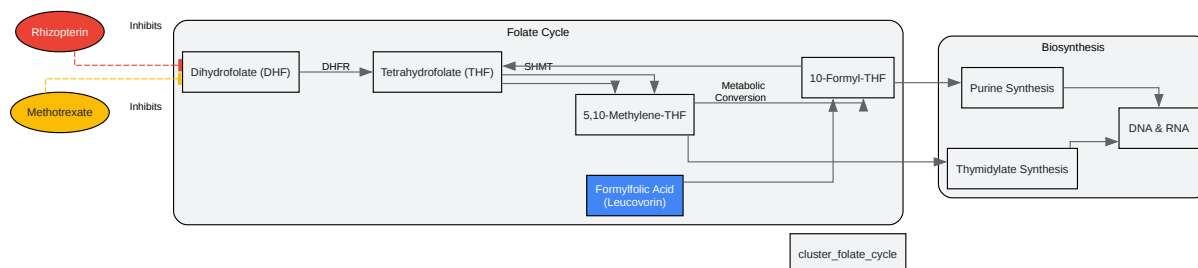 Rhizopterin
Inhibits
Methotrexate
Inhibits
Folate Cycle
Dihydrofolate (DHF)
DHFR
Tetrahydrofolate (THF)
SHMT
5,10-Methylene-THF
Metabolic
Conversion
10-Formyl-THF
Formylfolic Acid
(Leucovorin)
cluster_folate_cycle
Biosynthesis
Purine Synthesis
Thymidylate Synthesis
DNA & RNA